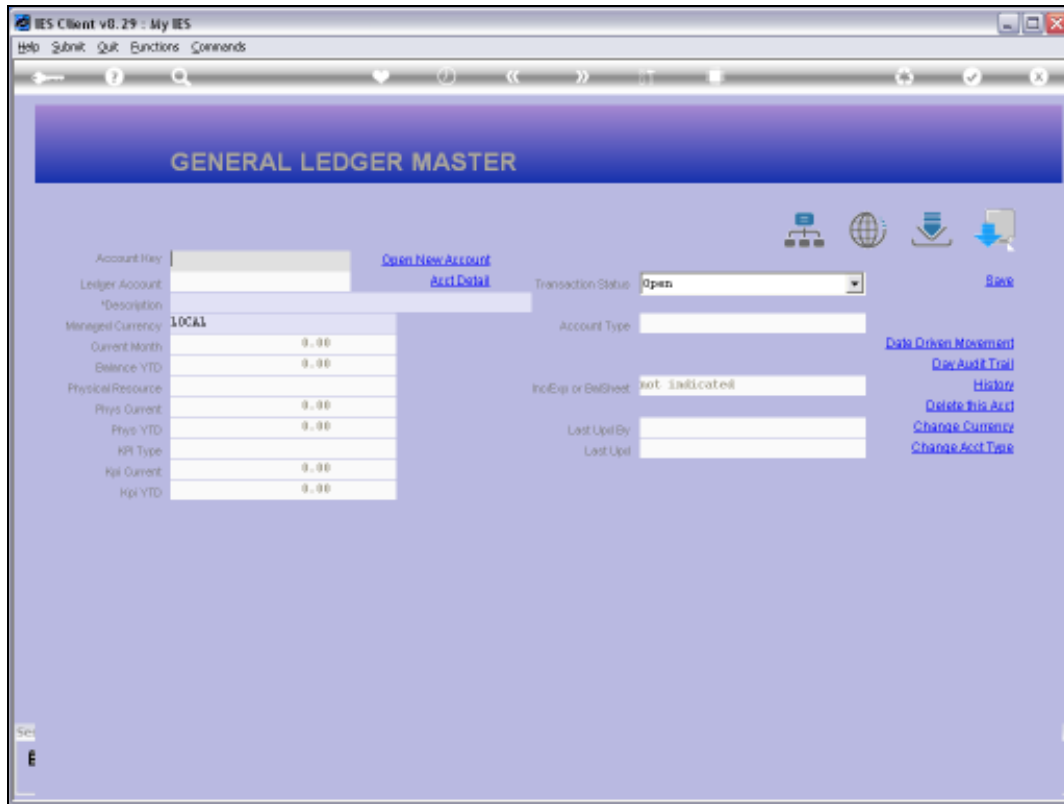 IES Client v8.29 : My IES
Help Submit Quit Functions Commands
GENERAL LEDGER MASTER
Account Key
Open New Account
Ledger Account
Acct Detail
Transaction Status Open
Save
*Description
Managed Currency LOCAL
Account Type
Current Month 0.00
Date Driven Movement
Balance YTD 0.00
Day Audit Trail
Physical Resource
Inc/Exp or BalSheet not indicated
History
Phys Current 0.00
Delete this Acct
Phys YTD 0.00
Last Upd By
Change Currency
KPI Type
Last Upd
Change Acct Type
Kpi Current 0.00
Kpi YTD 0.00